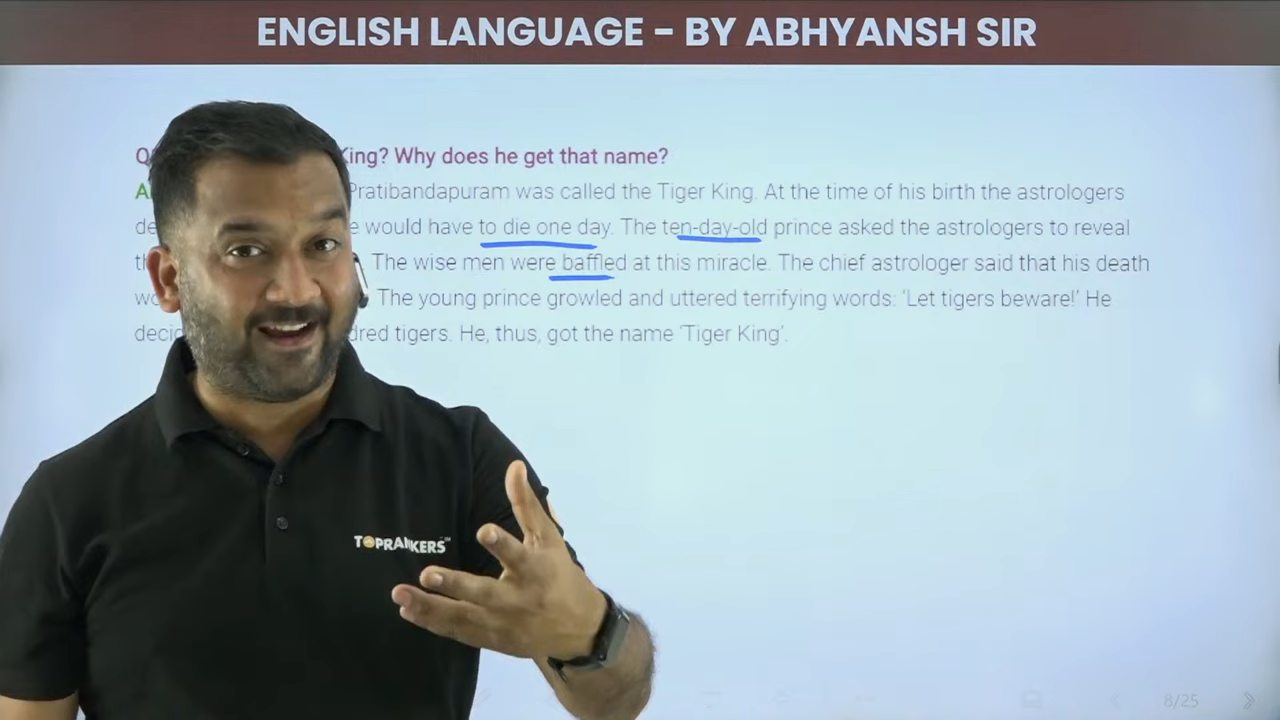 ENGLISH LANGUAGE - BY ABHYANSH SIR
Q King? Why does he get that name?
A Pratibandapuram was called the Tiger King. At the time of his birth the astrologers
de e would have to die one day. The ten-day-old prince asked the astrologers to reveal
th The wise men were baffled at this miracle. The chief astrologer said that his death
wo The young prince growled and uttered terrifying words: 'Let tigers beware!' He
decid dred tigers. He, thus, got the name 'Tiger King'.
TOPRANKERS
8/25